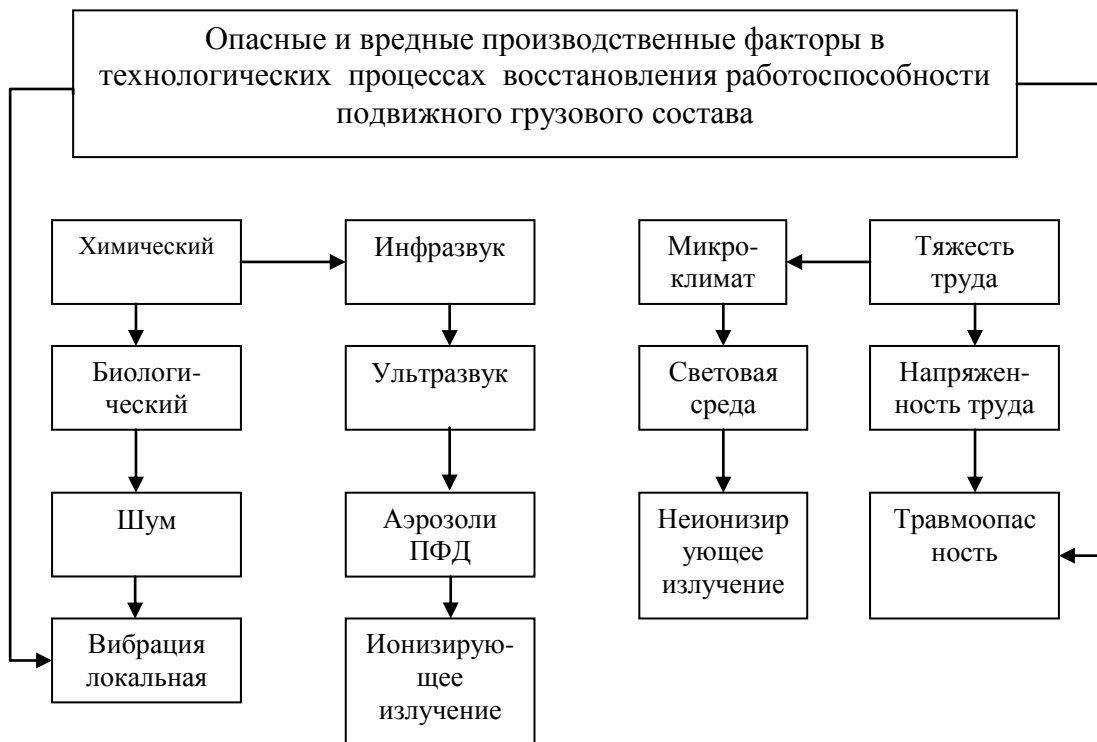 Опасные и вредные производственные факторы в
технологических процессах восстановления работоспособности
подвижного грузового состава
Химический
Инфразвук
Микро-
климат
Тяжесть
труда
Биологи-
ческий
Ультразвук
Световая
среда
Напряжен-
ность труда
Шум
Аэрозоли
ПФД
Неионизир
ующее
излучение
Травмоопас
ность
Вибрация
локальная
Ионизирую-
щее
излучение